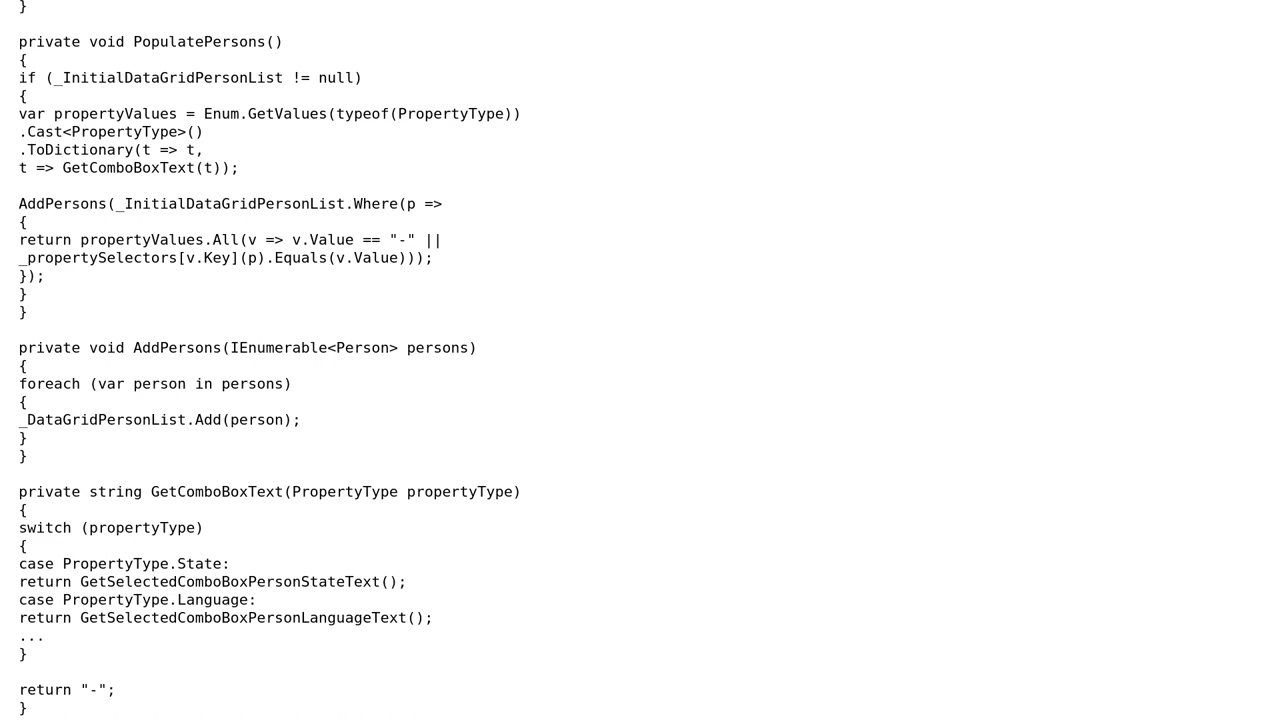 }
private void PopulatePersons()
{
if (_InitialDataGridPersonList != null)
{
var propertyValues = Enum.GetValues(typeof(PropertyType))
.Cast<PropertyType>()
.ToDictionary(t => t,
t => GetComboBoxText(t));
AddPersons(_InitialDataGridPersonList.Where(p =>
{
return propertyValues.All(v => v.Value == "-" ||
_propertySelectors[v.Key](p).Equals(v.Value)));
});
}
}
private void AddPersons(IEnumerable<Person> persons)
{
foreach (var person in persons)
{
_DataGridPersonList.Add(person);
}
}
private string GetComboBoxText(PropertyType propertyType)
{
switch (propertyType)
{
case PropertyType.State:
return GetSelectedComboBoxPersonStateText();
case PropertyType.Language:
return GetSelectedComboBoxPersonLanguageText();
...
}
return "-";
}